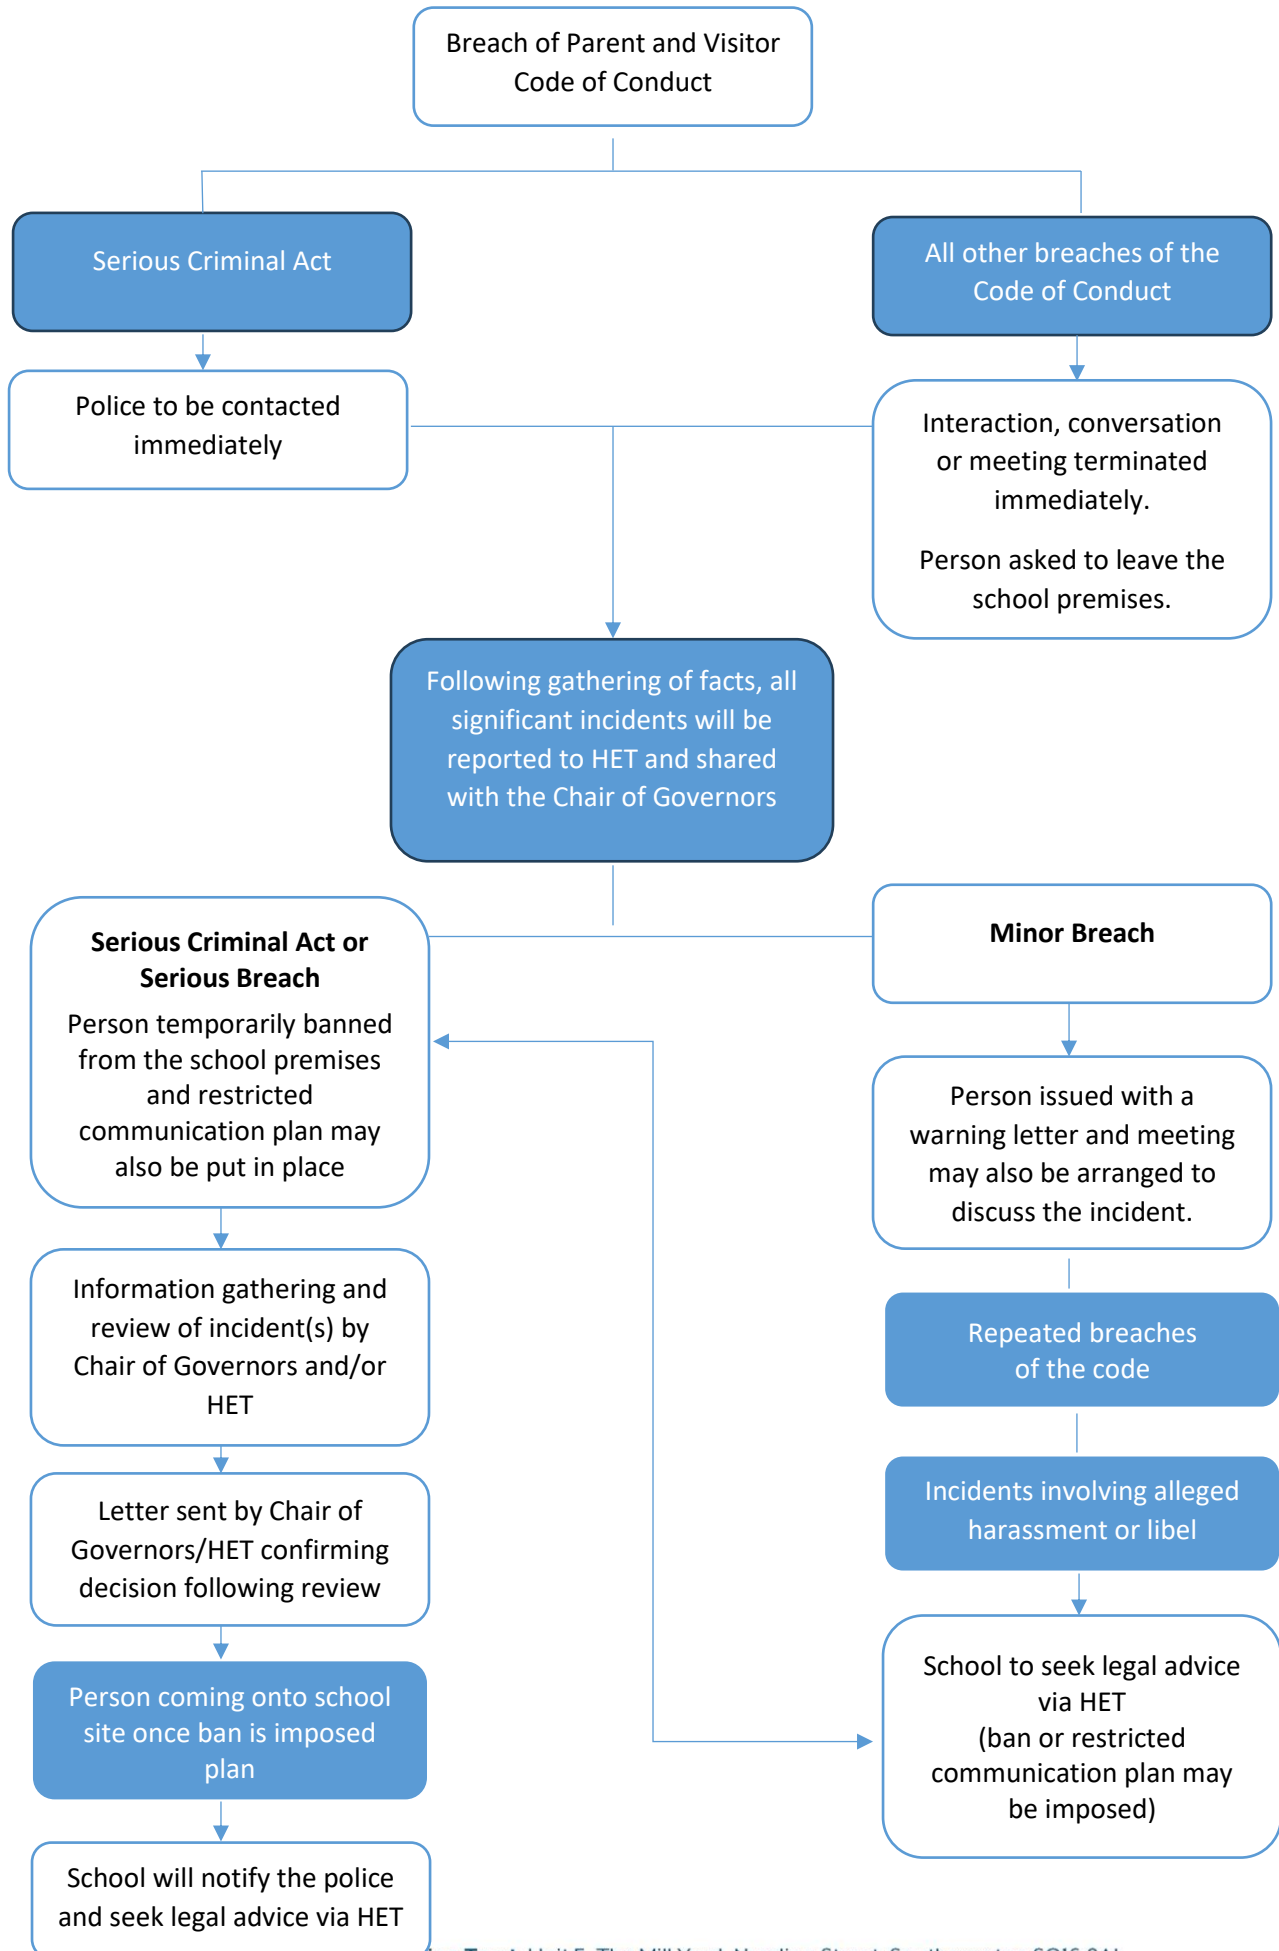 Breach of Parent and Visitor
Code of Conduct
Serious Criminal Act
All other breaches of the
Code of Conduct
Police to be contacted
immediately
Interaction, conversation
or meeting terminated
immediately.
Person asked to leave the
school premises.
Following gathering of facts, all
significant incidents will be
reported to HET and shared
with the Chair of Governors
Serious Criminal Act or
Serious Breach
Person temporarily banned
from the school premises
and restricted
communication plan may
also be put in place
Minor Breach
Person issued with a
warning letter and meeting
may also be arranged to
discuss the incident.
Information gathering and
review of incident(s) by
Chair of Governors and/or
HET
Repeated breaches
of the code
Letter sent by Chair of
Governors/HET confirming
decision following review
Incidents involving alleged
harassment or libel
Person coming onto school
site once ban is imposed
plan
School to seek legal advice
via HET
(ban or restricted
communication plan may
be imposed)
School will notify the police
and seek legal advice via HET